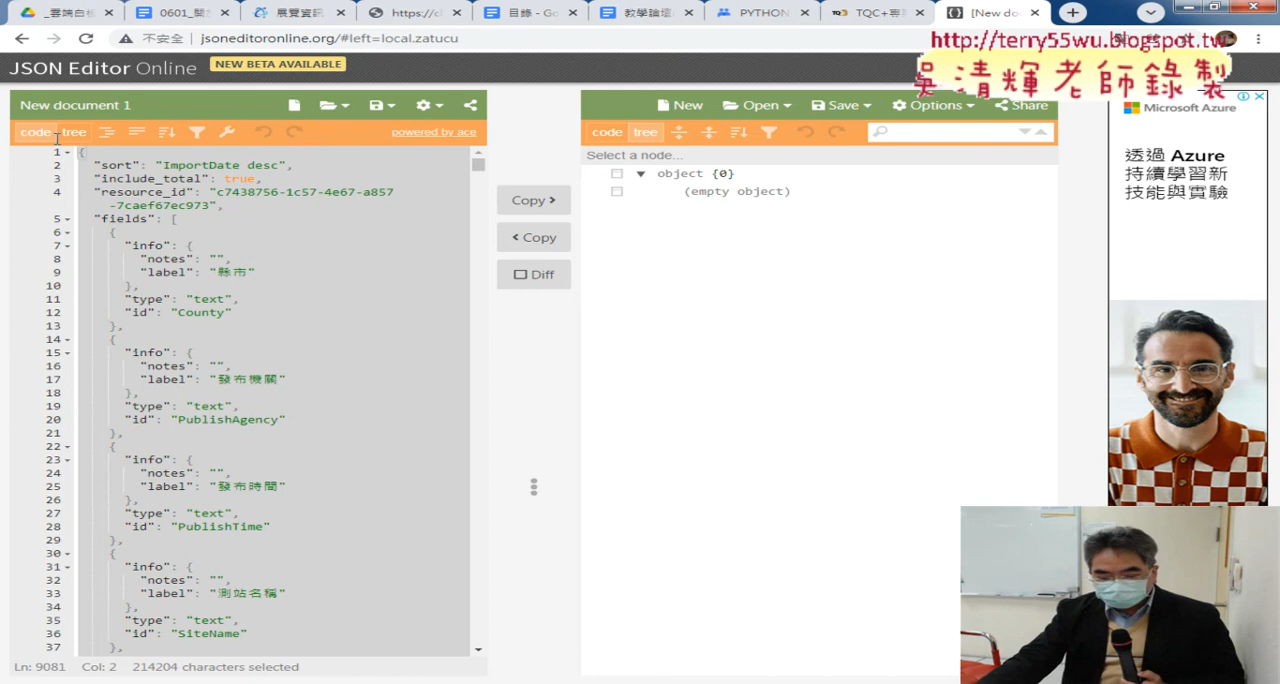 _雲端白板
0601_開
展覽資訊
https://cl
目錄 - Go
教學論壇
PYTHON
TQC+專
[New do
不安全 | jsoneditoronline.org/#left=local.zatucu
http://terry55wu.blogspot.tw
吳清輝老師錄製
JSON Editor Online
NEW BETA AVAILABLE
New document 1
New
Open
Save
Options
Share
Microsoft Azure
code
tree
powered by ace
code
tree
Select a node...
object {0}
(empty object)
透過 Azure
持續學習新
技能與實驗
Copy >
< Copy
Diff
1 {
2 "sort": "ImportDate desc",
3 "include_total": true,
4 "resource_id": "c7438756-1c57-4e67-a857
-7caef67ec973",
5 "fields": [
6 {
7 "info": {
8 "notes": "",
9 "label": "縣市"
10 },
11 "type": "text",
12 "id": "County"
13 },
14 {
15 "info": {
16 "notes": "",
17 "label": "發布機關"
18 },
19 "type": "text",
20 "id": "PublishAgency"
21 },
22 {
23 "info": {
24 "notes": "",
25 "label": "發布時間"
26 },
27 "type": "text",
28 "id": "PublishTime"
29 },
30 {
31 "info": {
32 "notes": "",
33 "label": "測站名稱"
34 },
35 "type": "text",
36 "id": "SiteName"
37 },
Ln: 9081 Col: 2 214204 characters selected